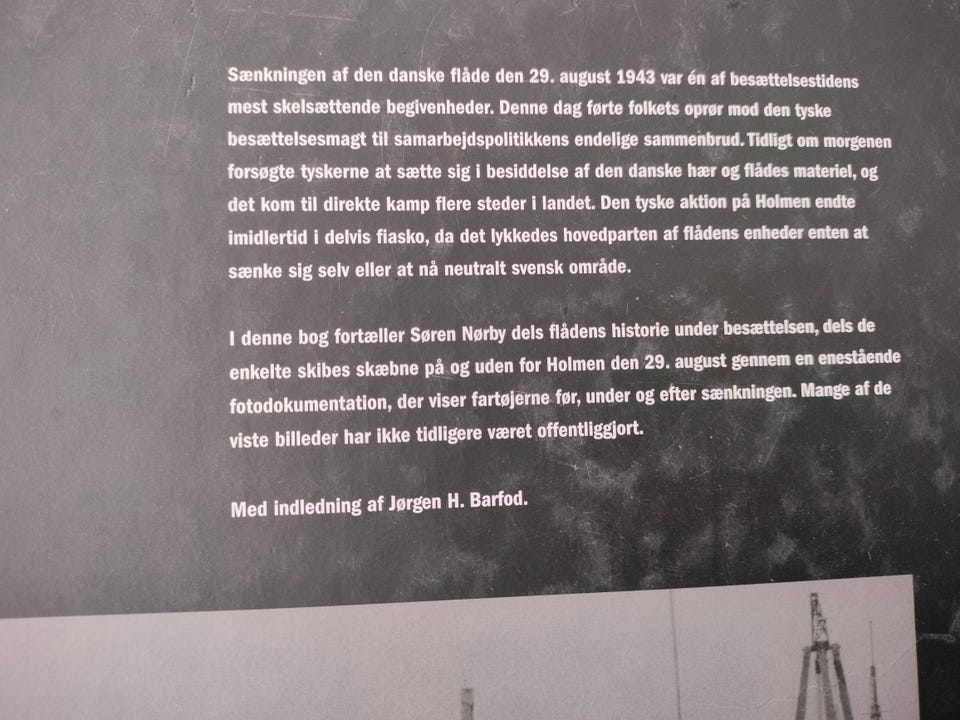 Sænkningen af den danske flåde den 29. august 1943 var én af besættelsestidens
mest skelsættende begivenheder. Denne dag førte folkets oprør mod den tyske
besættelsesmagt til samarbejdspolitikkens endelige sammenbrud. Tidligt om morgenen
forsøgte tyskerne at sætte sig i besiddelse af den danske hær og flådes materiel, og
det kom til direkte kamp flere steder i landet. Den tyske aktion på Holmen endte
imidlertid i delvis fiasko, da det lykkedes hovedparten af flådens enheder enten at
sænke sig selv eller at nå neutralt svensk område.
I denne bog fortæller Søren Nørby dels flådens historie under besættelsen, dels de
enkelte skibes skæbne på og uden for Holmen den 29. august gennem en enestående
fotodokumentation, der viser fartøjerne før, under og efter sænkningen. Mange af de
viste billeder har ikke tidligere været offentliggjort.
Med indledning af Jørgen H. Barfod.